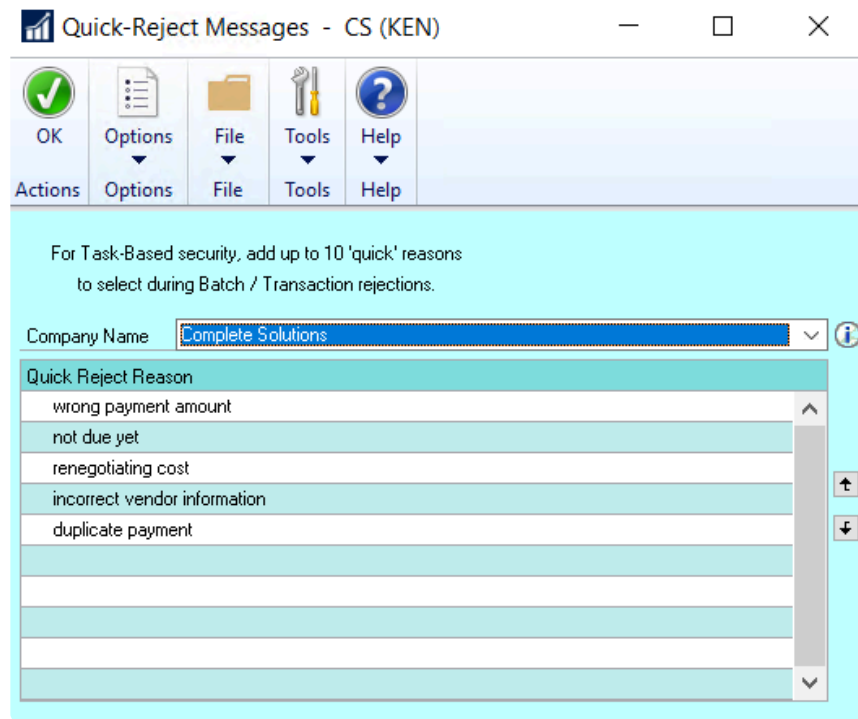 Quick-Reject Messages - CS (KEN)
OK Options File Tools Help
Actions Options File Tools Help
For Task-Based security, add up to 10 'quick' reasons
to select during Batch / Transaction rejections.
Company Name Complete Solutions
Quick Reject Reason
wrong payment amount
not due yet
renegotiating cost
incorrect vendor information
duplicate payment